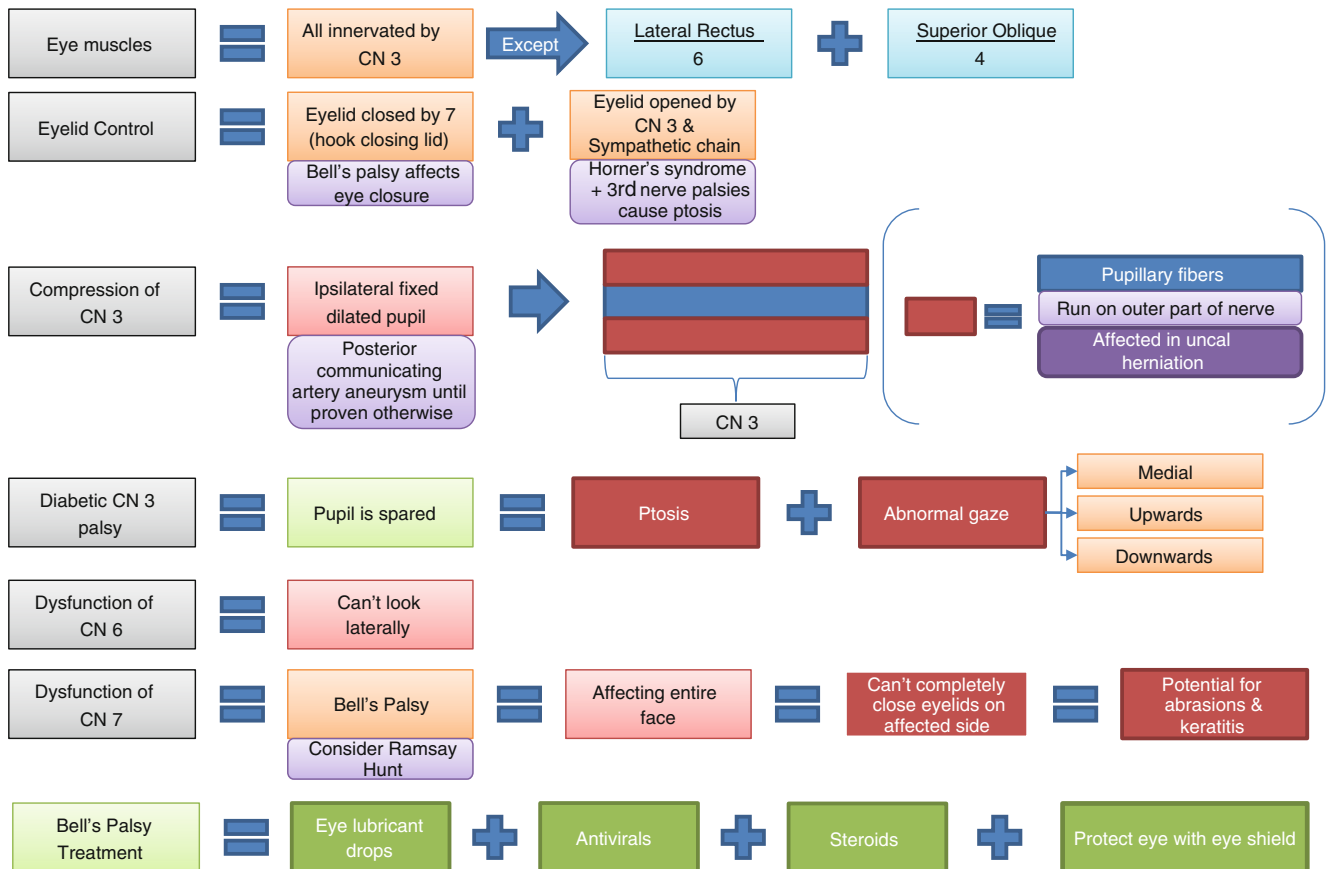 Eye muscles
All innervated by
CN 3
Except
Lateral Rectus
6
Superior Oblique
4
Eyelid Control
Eyelid closed by 7
(hook closing lid)
Bell's palsy affects
eye closure
Eyelid opened by
CN 3 &
Sympathetic chain
Horner's syndrome
+ 3rd nerve palsies
cause ptosis
Compression of
CN 3
Ipsilateral fixed
dilated pupil
Posterior
communicating
artery aneurysm until
proven otherwise
CN 3
Pupillary fibers
Run on outer part of nerve
Affected in uncal
herniation
Diabetic CN 3
palsy
Pupil is spared
Ptosis
Abnormal gaze
Medial
Upwards
Downwards
Dysfunction of
CN 6
Can't look
laterally
Dysfunction of
CN 7
Bell's Palsy
Consider Ramsay
Hunt
Affecting entire
face
Can't completely
close eyelids on
affected side
Potential for
abrasions &
keratitis
Bell's Palsy
Treatment
Eye lubricant
drops
Antivirals
Steroids
Protect eye with eye shield